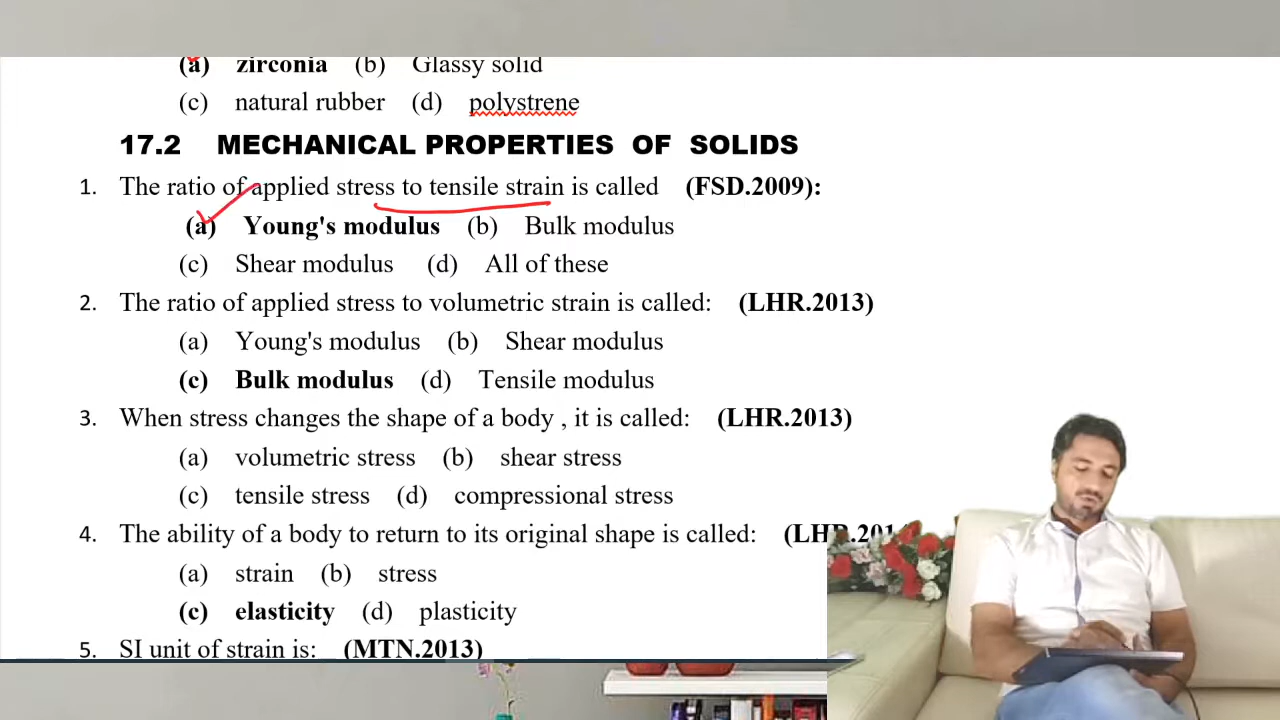 (a) zirconia (b) Glassy solid
(c) natural rubber (d) polystrene
17.2 MECHANICAL PROPERTIES OF SOLIDS
1. The ratio of applied stress to tensile strain is called (FSD.2009):
(a) Young's modulus (b) Bulk modulus
(c) Shear modulus (d) All of these
2. The ratio of applied stress to volumetric strain is called: (LHR.2013)
(a) Young's modulus (b) Shear modulus
(c) Bulk modulus (d) Tensile modulus
3. When stress changes the shape of a body , it is called: (LHR.2013)
(a) volumetric stress (b) shear stress
(c) tensile stress (d) compressional stress
4. The ability of a body to return to its original shape is called:
(a) strain (b) stress
(c) elasticity (d) plasticity
5. SI unit of strain is: (MTN.2013)